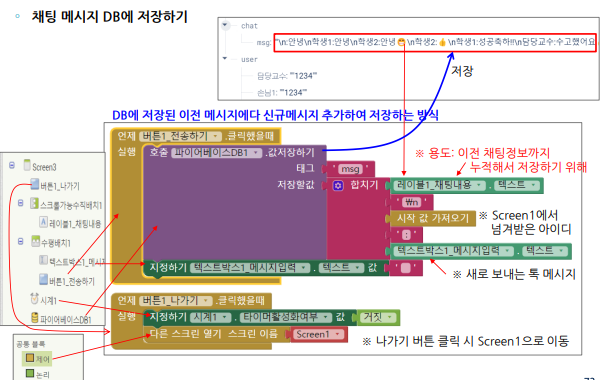 ◦ 채팅 메시지 DB에 저장하기
chat
msg: "\n:안녕\n학생1:안녕\n학생2:안녕😁\n학생2:👍\n학생1:성공축하!!\n담당교수:수고했어요
user
담당교수: "'1234'"
손님1: "'1234'"
저장
DB에 저장된 이전 메시지에다 신규메시지 추가하여 저장하는 방식
언제 버튼1_전송하기 .클릭했을때
실행 호출 파이어베이스DB1 .값저장하기
태그 " msg "
저장할값 합치기 레이블1_채팅내용 . 텍스트
" ₩n "
시작 값 가져오기
" : "
텍스트박스1_메시지입력 . 텍스트
지정하기 텍스트박스1_메시지입력 . 텍스트 값 " "
※ 용도: 이전 채팅정보까지
누적해서 저장하기 위해
※ Screen1에서
넘겨받은 아이디
※ 새로 보내는 톡 메시지
Screen3
버튼1_나가기
스크롤가능수직배치1
레이블1_채팅내용
수평배치1
텍스트박스1_메시
버튼1_전송하기
시계1
파이어베이스DB1
언제 버튼1_나가기 .클릭했을때
실행 지정하기 시계1 . 타이머활성화여부 값 거짓
다른 스크린 열기 스크린 이름 " Screen1 "
※ 나가기 버튼 클릭 시 Screen1으로 이동
공통 블록
제어
논리